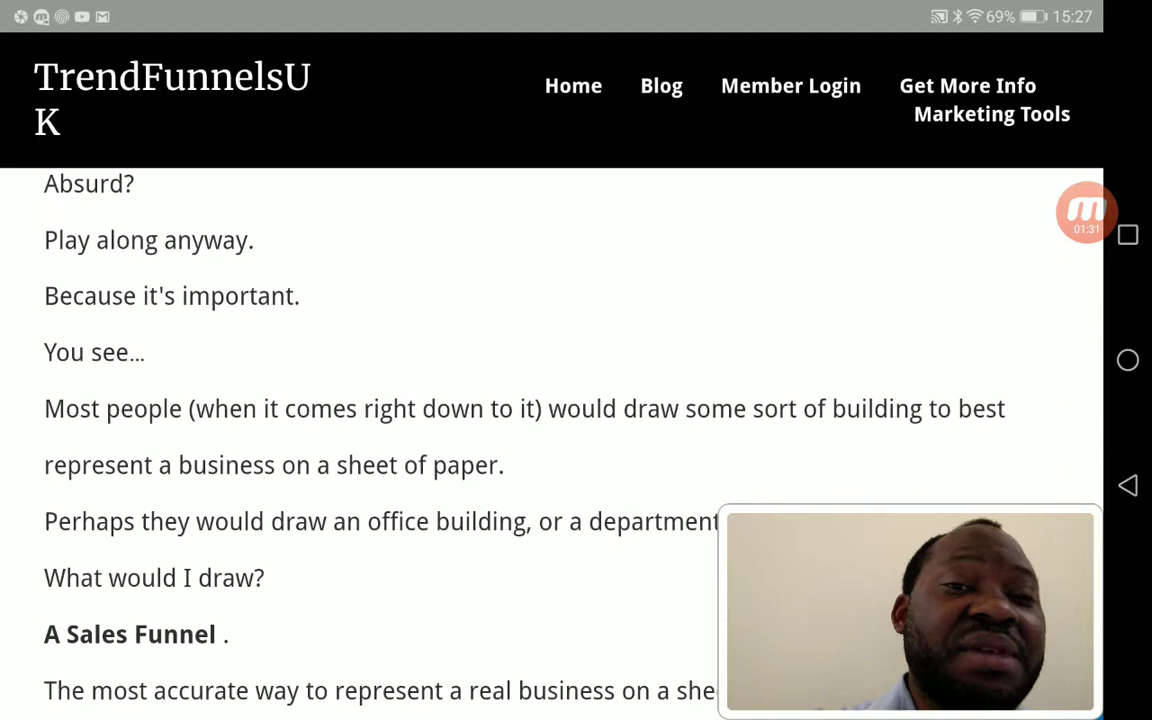 69% 15:27
TrendFunnelsU
K
Home Blog Member Login Get More Info
Marketing Tools
Absurd?
01:31
Play along anyway.
Because it's important.
You see...
Most people (when it comes right down to it) would draw some sort of building to best
represent a business on a sheet of paper.
Perhaps they would draw an office building, or a department
What would I draw?
A Sales Funnel .
The most accurate way to represent a real business on a